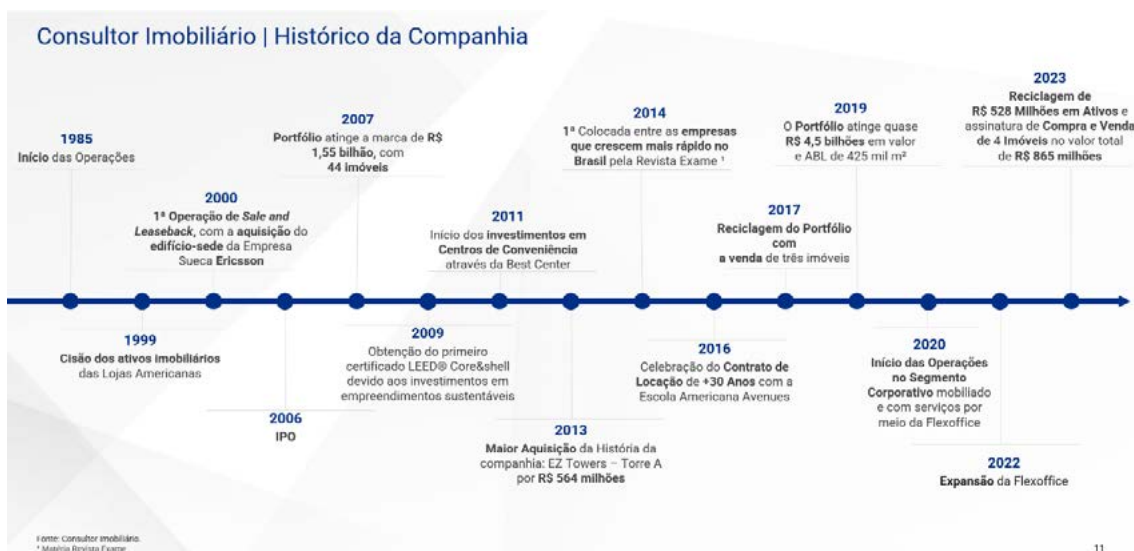 Consultor Imobiliário | Histórico da Companhia
1985
Início das Operações
1999
Cisão dos ativos imobiliários
das Lojas Americanas
2000
1ª Operação de Sale and
Leaseback, com a aquisição do
edifício-sede da Empresa
Sueca Ericsson
2006
IPO
2007
Portfólio atinge a marca de R$
1,55 bilhão, com
44 imóveis
2009
Obtenção do primeiro
certificado LEED® Core&shell
devido aos investimentos em
empreendimentos sustentáveis
2011
Início dos investimentos em
Centros de Conveniência
através da Best Center
2013
Maior Aquisição da História da
companhia: EZ Towers – Torre A
por R$ 564 milhões
2014
1ª Colocada entre as empresas
que crescem mais rápido no
Brasil pela Revista Exame ¹
2016
Celebração do Contrato de
Locação de +30 Anos com a
Escola Americana Avenues
2017
Reciclagem do Portfólio
com
a venda de três imóveis
2019
O Portfólio atinge quase
R$ 4,5 bilhões em valor
e ABL de 425 mil m²
2020
Início das Operações
no Segmento
Corporativo mobiliado
e com serviços por
meio da Flexoffice
2022
Expansão da Flexoffice
2023
Reciclagem de
R$ 528 Milhões em Ativos e
assinatura de Compra e Venda
de 4 Imóveis no valor total
de R$ 865 milhões
Fonte: Consultor Imobiliário.
¹ Matéria Revista Exame
11